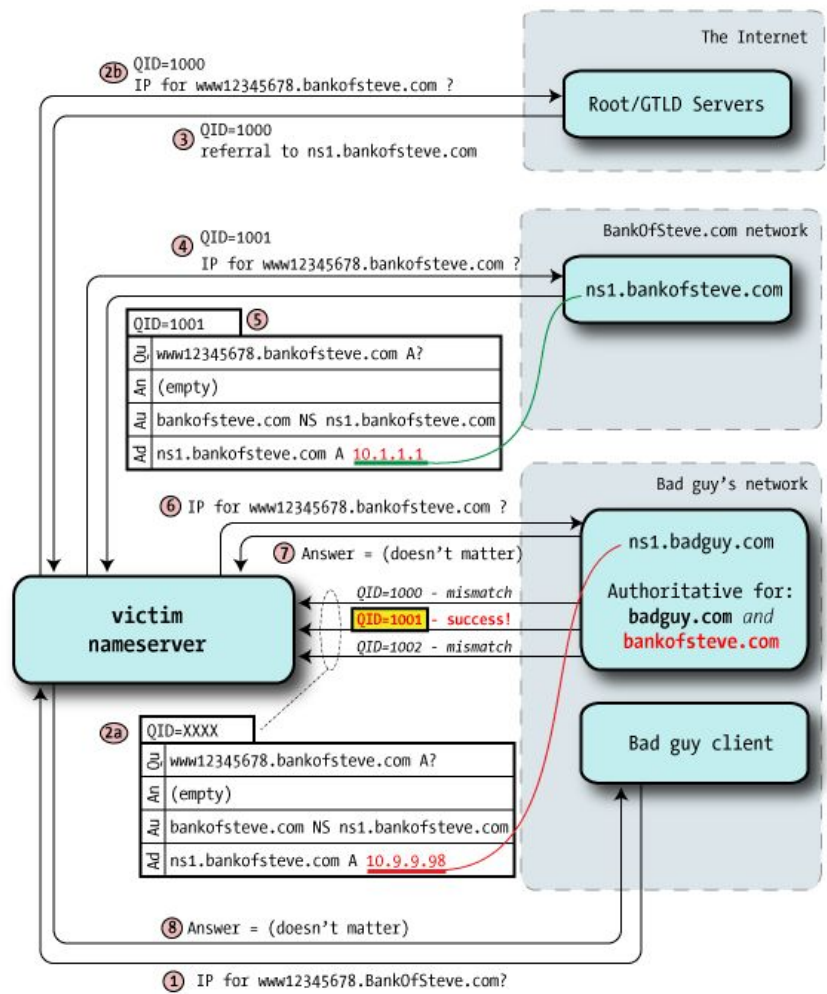 The Internet
2b QID=1000
IP for www12345678.bankofsteve.com ?
Root/GTLD Servers
3 QID=1000
referral to ns1.bankofsteve.com
BankOfSteve.com network
4 QID=1001
IP for www12345678.bankofsteve.com ?
ns1.bankofsteve.com
QID=1001 5
Qu www12345678.bankofsteve.com A?
An (empty)
Au bankofsteve.com NS ns1.bankofsteve.com
Ad ns1.bankofsteve.com A 10.1.1.1
Bad guy's network
6 IP for www12345678.bankofsteve.com ?
7 Answer = (doesn't matter)
ns1.badguy.com
Authoritative for:
badguy.com and
bankofsteve.com
QID=1000 - mismatch
QID=1001 - success!
QID=1002 - mismatch
victim
nameserver
2a QID=XXXX
Qu www12345678.bankofsteve.com A?
An (empty)
Au bankofsteve.com NS ns1.bankofsteve.com
Ad ns1.bankofsteve.com A 10.9.9.98
Bad guy client
8 Answer = (doesn't matter)
1 IP for www12345678.BankOfSteve.com?